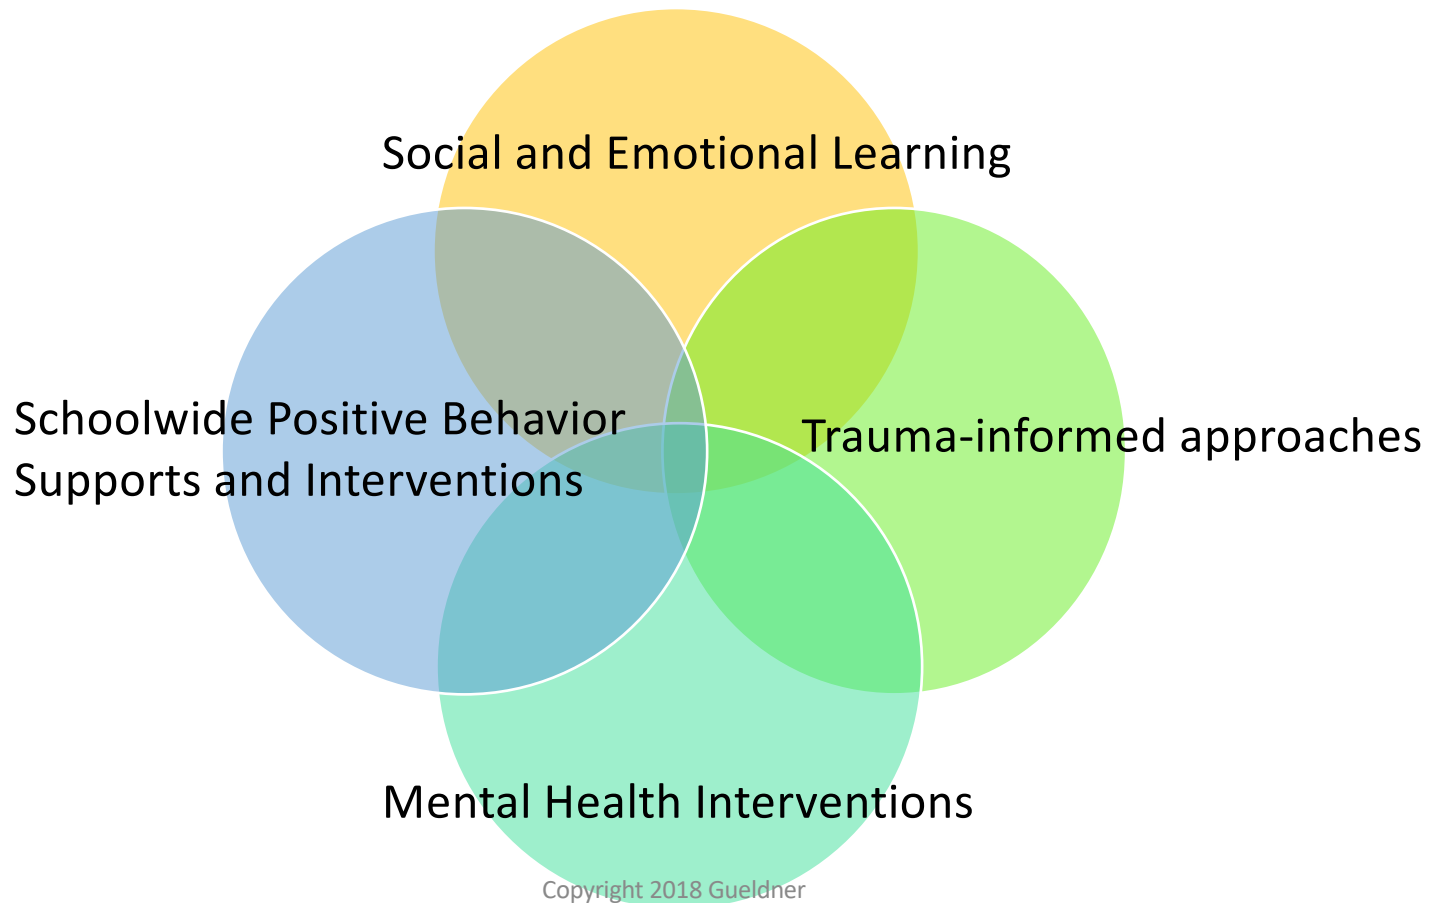 Social and Emotional Learning
Schoolwide Positive Behavior
Supports and Interventions
Trauma-informed approaches
Mental Health Interventions
Copyright 2018 Gueldner